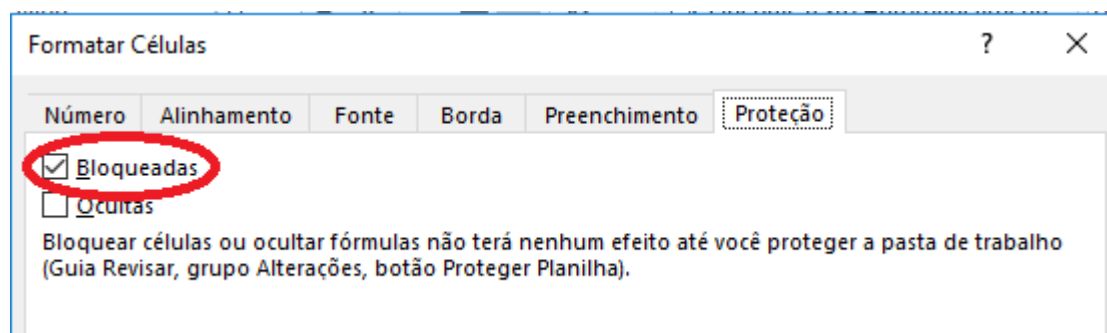 Formatar Células
Número Alinhamento Fonte Borda Preenchimento Proteção
Bloqueadas
Ocultas
Bloquear células ou ocultar fórmulas não terá nenhum efeito até você proteger a pasta de trabalho
(Guia Revisar, grupo Alterações, botão Proteger Planilha).